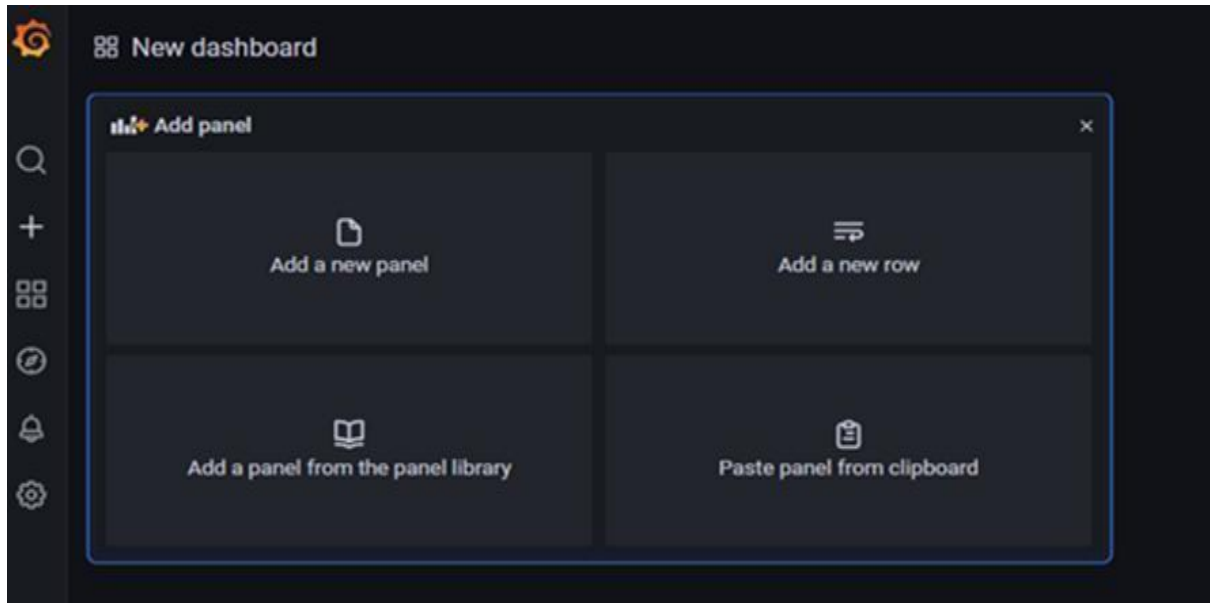 New dashboard
Add panel
Add a new panel
Add a new row
Add a panel from the panel library
Paste panel from clipboard